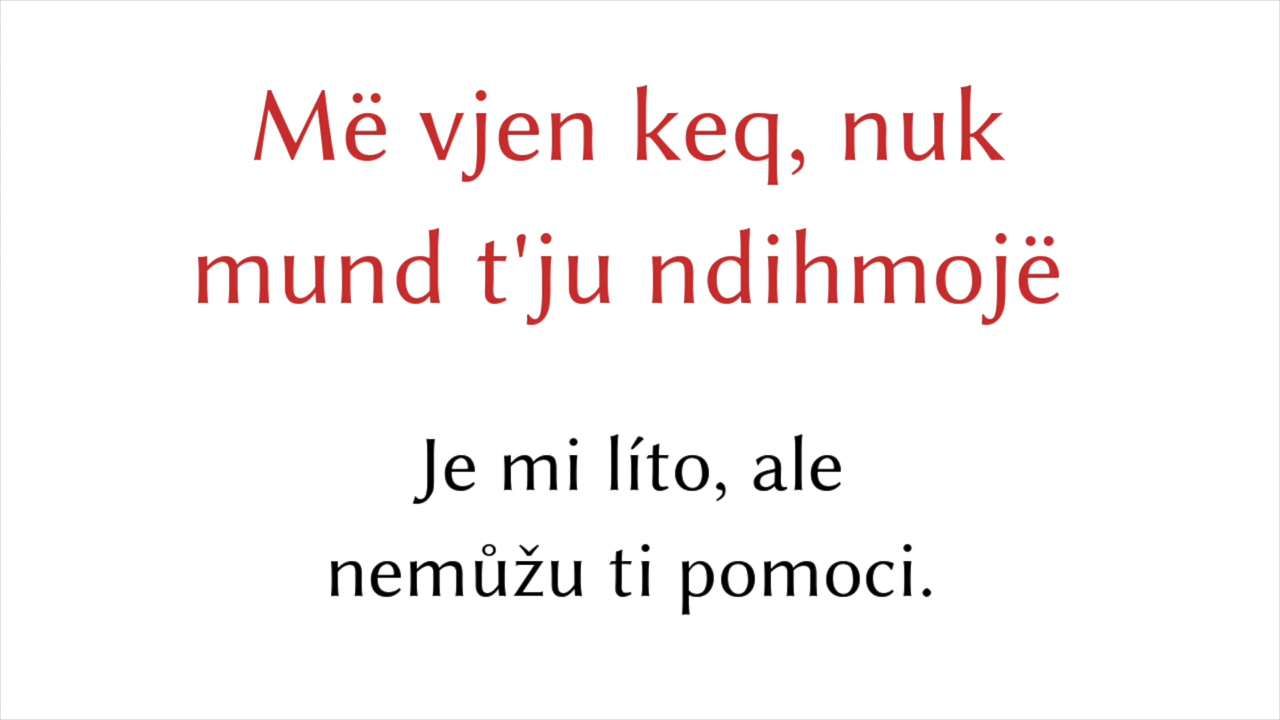 Më vjen keq, nuk
mund t'ju ndihmojë
Je mi líto, ale
nemůžu ti pomoci.